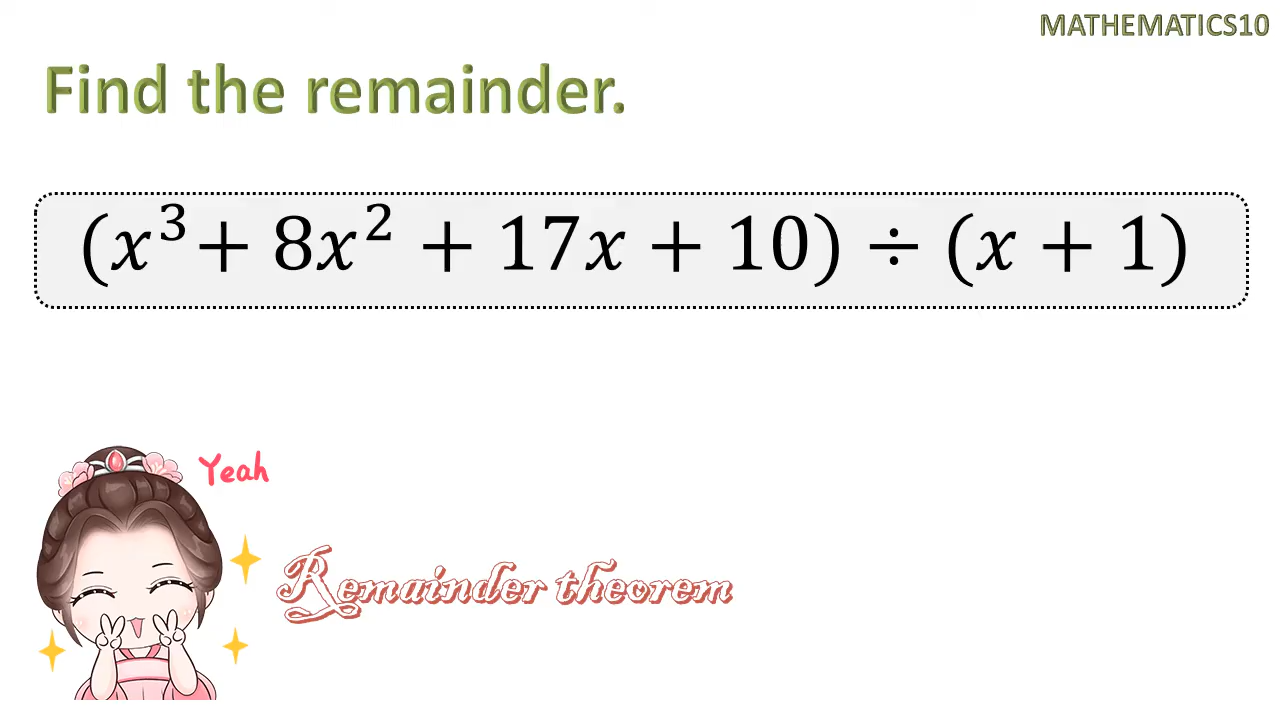 MATHEMATICS10
Find the remainder.
(x³+ 8x² + 17x + 10) ÷ (x + 1)
Yeah
Remainder theorem